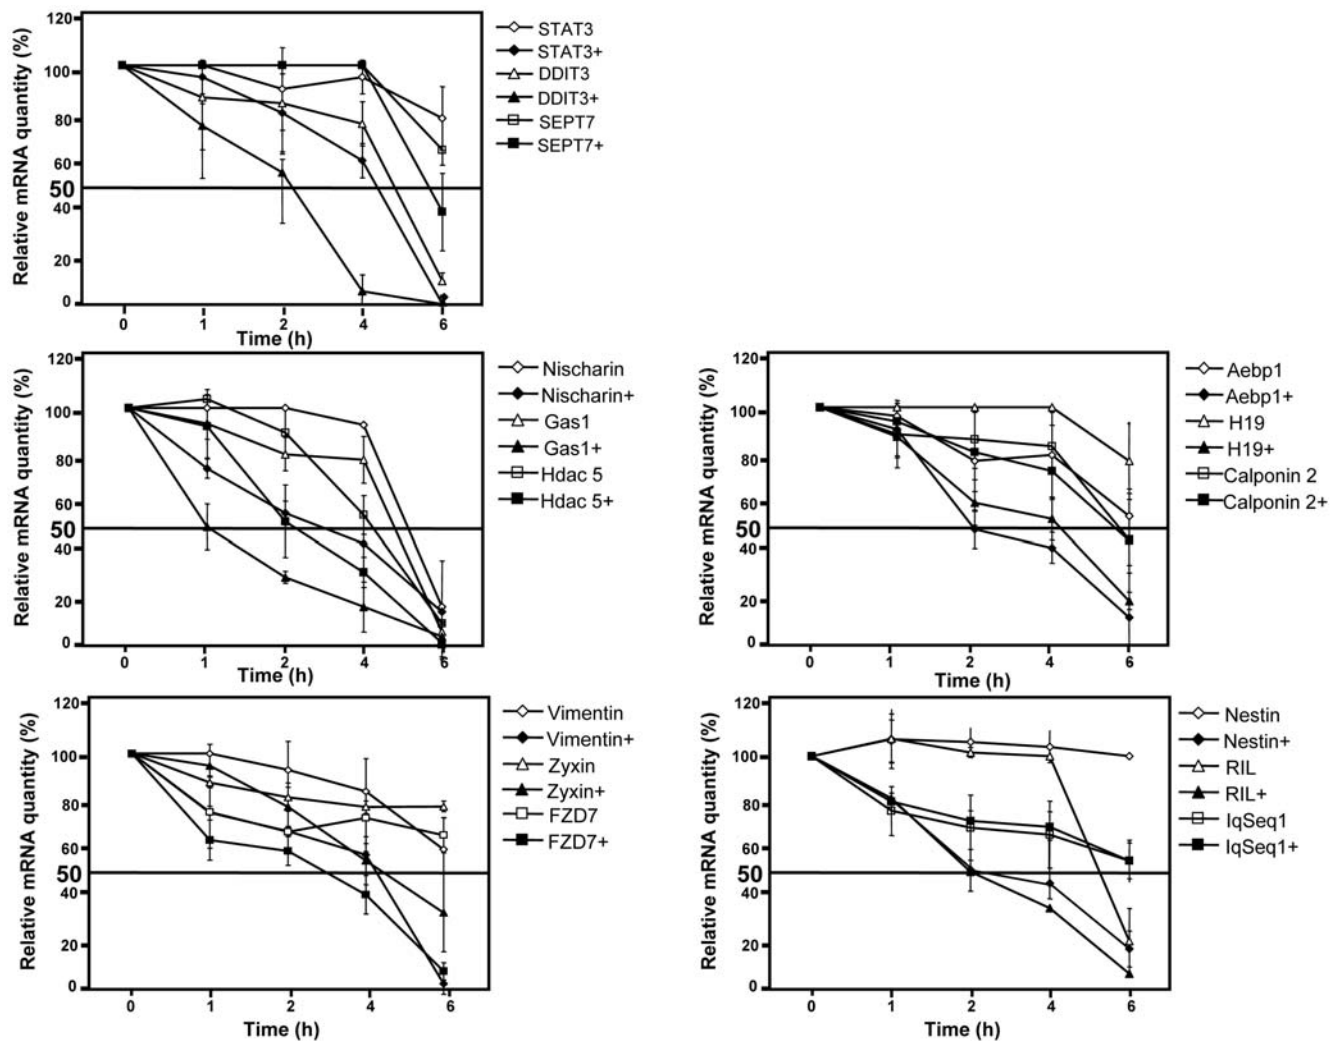 120
100
80
60
50
40
20
0
Relative mRNA quantity (%)
0 1 2 4 6
Time (h)
STAT3
STAT3+
DDIT3
DDIT3+
SEPT7
SEPT7+
120
100
80
60
50
40
20
0
Relative mRNA quantity (%)
0 1 2 4 6
Time (h)
Nischarin
Nischarin+
Gas1
Gas1+
Hdac 5
Hdac 5+
120
100
80
60
50
40
20
0
Relative mRNA quantity (%)
0 1 2 4 6
Time (h)
Aebp1
Aebp1+
H19
H19+
Calponin 2
Calponin 2+
120
100
80
60
50
40
20
0
Relative mRNA quantity (%)
0 1 2 4 6
Time (h)
Vimentin
Vimentin+
Zyxin
Zyxin+
FZD7
FZD7+
120
100
80
60
50
40
20
0
Relative mRNA quantity (%)
0 1 2 4 6
Time (h)
Nestin
Nestin+
RIL
RIL+
IqSeq1
IqSeq1+